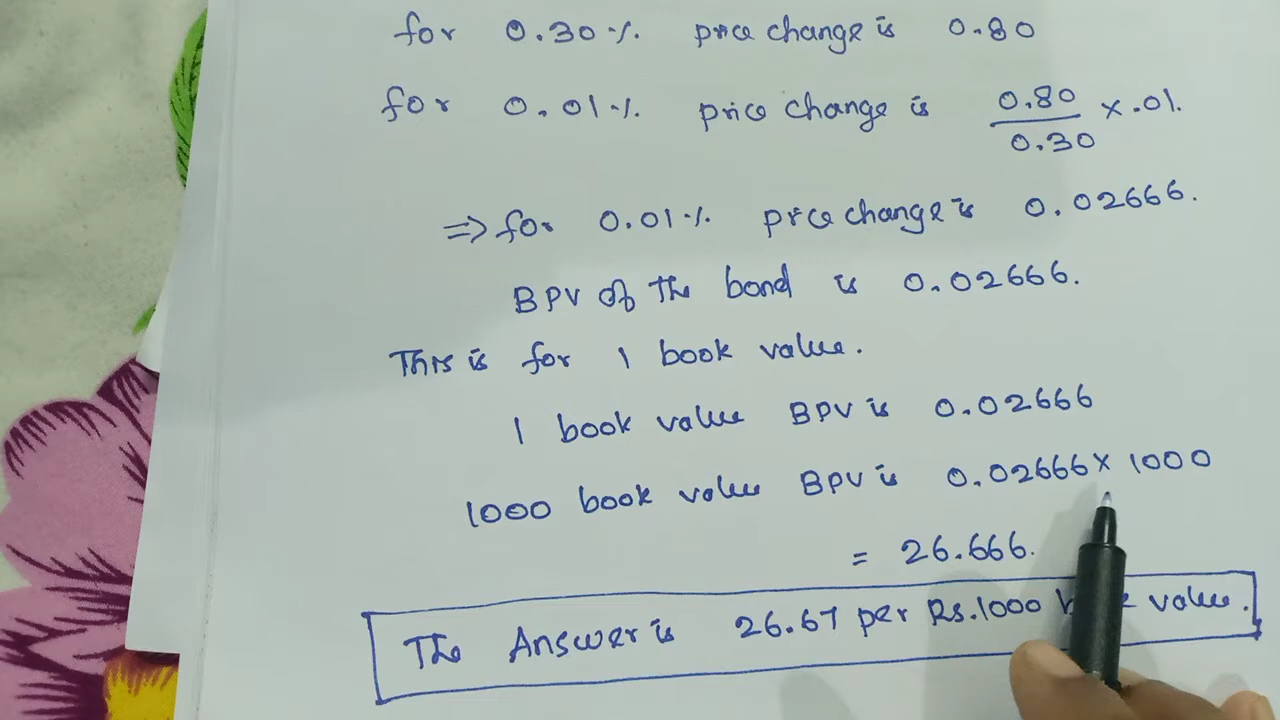 for 0.30% price change is 0.80
for 0.01% price change is 0.80/0.30 × .01.
⇒ for 0.01% price change is 0.02666.
BPV of the bond is 0.02666.
This is for 1 book value.
1 book value BPV is 0.02666
1000 book value BPV is 0.02666 × 1000
= 26.666.
The Answer is 26.67 per Rs.1000 value.